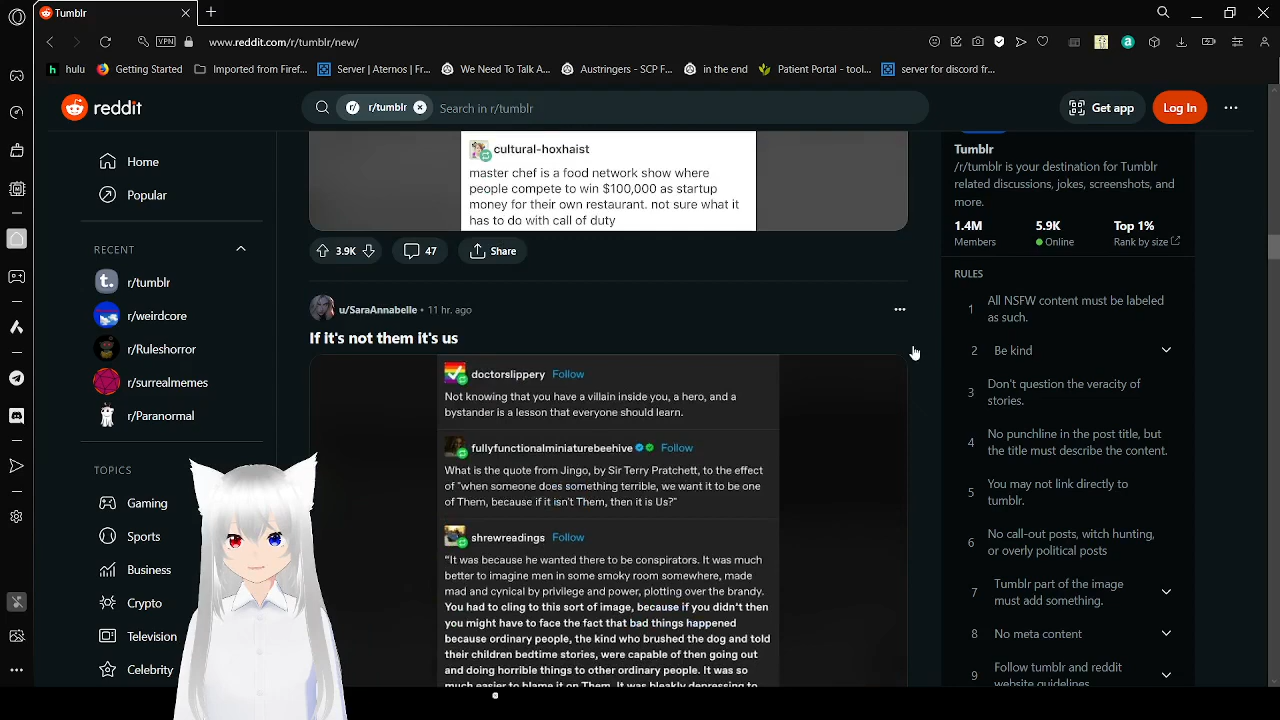 Tumblr
VPN
www.reddit.com/r/tumblr/new/
hulu
Getting Started
Imported from Firef...
Server | Aternos | Fr...
We Need To Talk A...
Austringers - SCP F...
in the end
Patient Portal - tool...
server for discord fr...
reddit
r/ r/tumblr
Search in r/tumblr
Get app
Log In
Home
Popular
RECENT
r/tumblr
r/weirdcore
r/Ruleshorror
r/surrealmemes
r/Paranormal
TOPICS
Gaming
Sports
Business
Crypto
Television
Celebrity
cultural-hoxhaist
master chef is a food network show where
people compete to win $100,000 as startup
money for their own restaurant. not sure what it
has to do with call of duty
3.9K
47
Share
u/SaraAnnabelle • 11 hr. ago
If it's not them it's us
doctorslippery Follow
Not knowing that you have a villain inside you, a hero, and a
bystander is a lesson that everyone should learn.
fullyfunctionalminiaturebeehive Follow
What is the quote from Jingo, by Sir Terry Pratchett, to the effect
of "when someone does something terrible, we want it to be one
of Them, because if it isn't Them, then it is Us?"
shrewreadings Follow
"It was because he wanted there to be conspirators. It was much
better to imagine men in some smoky room somewhere, made
mad and cynical by privilege and power, plotting over the brandy.
You had to cling to this sort of image, because if you didn't then
you might have to face the fact that bad things happened
because ordinary people, the kind who brushed the dog and told
their children bedtime stories, were capable of then going out
and doing horrible things to other ordinary people. It was so
much easier to blame it on Them. It was bleakly depressing to
Tumblr
/r/tumblr is your destination for Tumblr
related discussions, jokes, screenshots, and
more.
1.4M
Members
5.9K
Online
Top 1%
Rank by size
RULES
1 All NSFW content must be labeled
as such.
2 Be kind
3 Don't question the veracity of
stories.
4 No punchline in the post title, but
the title must describe the content.
5 You may not link directly to
tumblr.
6 No call-out posts, witch hunting,
or overly political posts
7 Tumblr part of the image
must add something.
8 No meta content
9 Follow tumblr and reddit
website guidelines